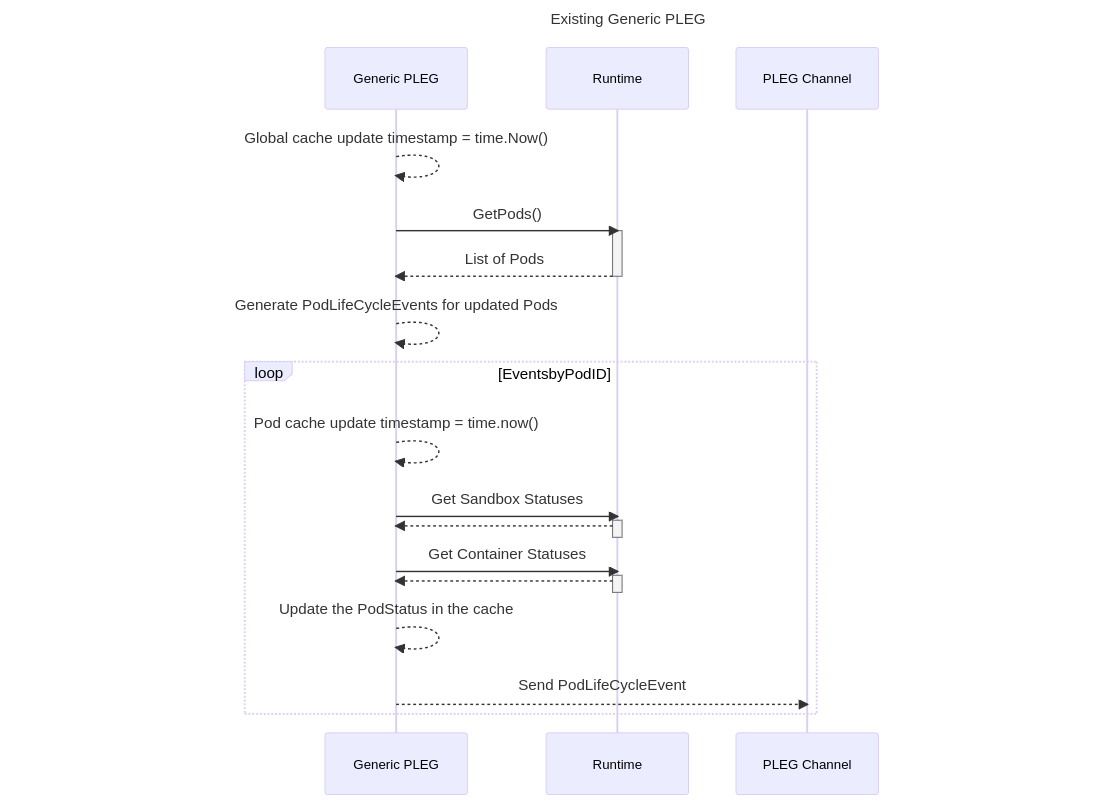 Existing Generic PLEG
Generic PLEG
Runtime
PLEG Channel
Global cache update timestamp = time.Now()
GetPods()
List of Pods
Generate PodLifeCycleEvents for updated Pods
loop
[EventsbyPodID]
Pod cache update timestamp = time.now()
Get Sandbox Statuses
Get Container Statuses
Update the PodStatus in the cache
Send PodLifeCycleEvent
Generic PLEG
Runtime
PLEG Channel